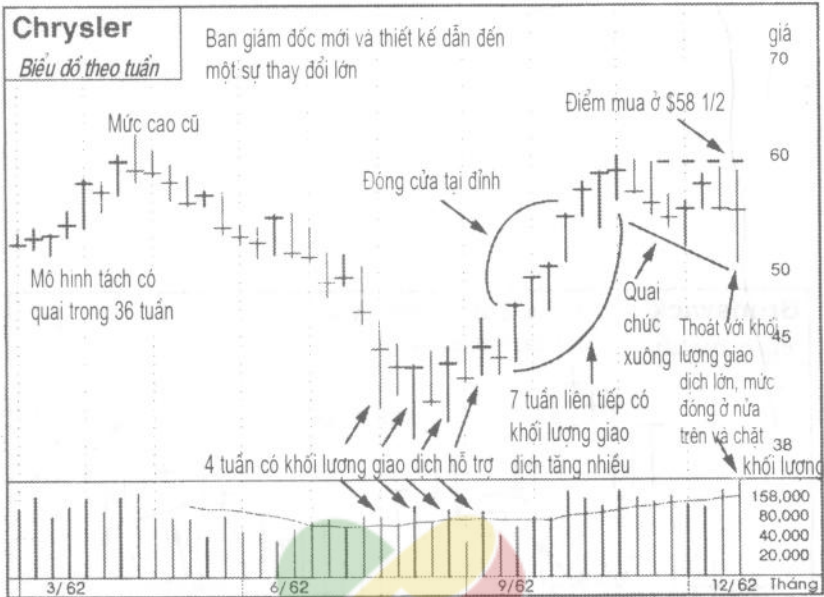 Chrysler
Biểu đồ theo tuần
Ban giám đốc mới và thiết kế dẫn đến
một sự thay đổi lớn
giá
70
Điểm mua ở $58 1/2
Mức cao cũ
60
Đóng cửa tại đỉnh
Mô hình tách có
quai trong 36 tuần
50
Quai
chúc
xuông
45
Thoát với khối
lượng giao
dịch lớn, mức
đóng ở nửa
trên và chặt
7 tuần liên tiếp có
khối lượng giao
dịch tăng nhiều
38
4 tuần có khối lượng giao dịch hỗ trợ
khối lượng
158,000
80,000
40,000
20,000
3/62
6/62
9/62
12/62 Tháng